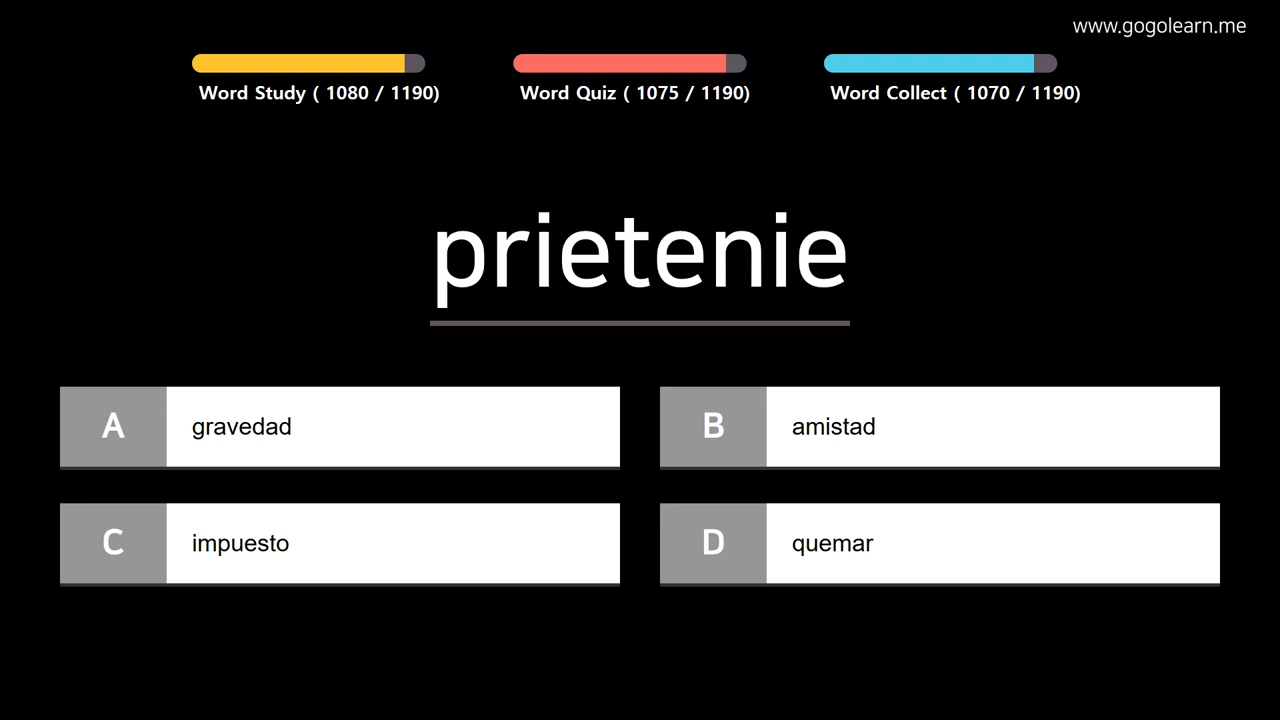 www.gogolearn.me
Word Study ( 1080 / 1190)
Word Quiz ( 1075 / 1190)
Word Collect ( 1070 / 1190)
prietenie
A gravedad
B amistad
C impuesto
D quemar